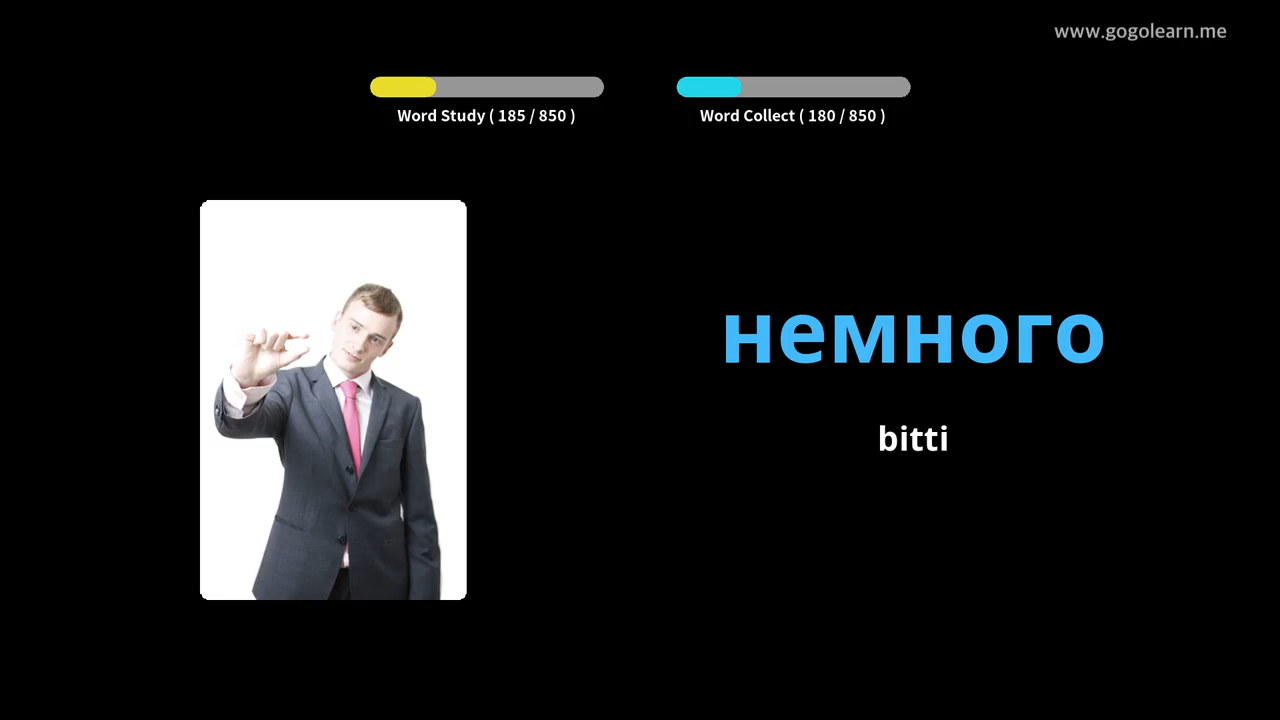 www.gogolearn.me
Word Study ( 185 / 850 )
Word Collect ( 180 / 850 )
немного
bitti